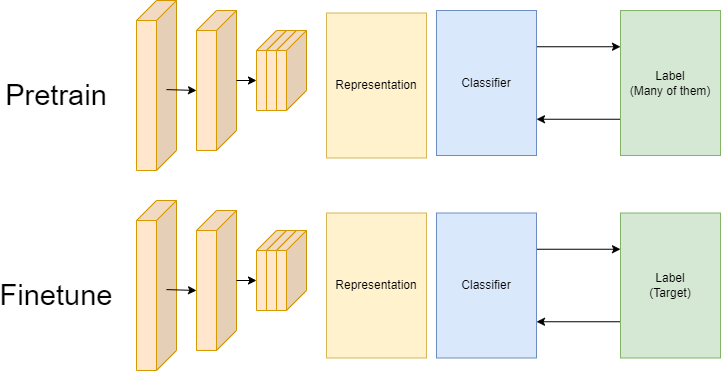 Pretrain
Representation
Classifier
Label
(Many of them)
Finetune
Representation
Classifier
Label
(Target)